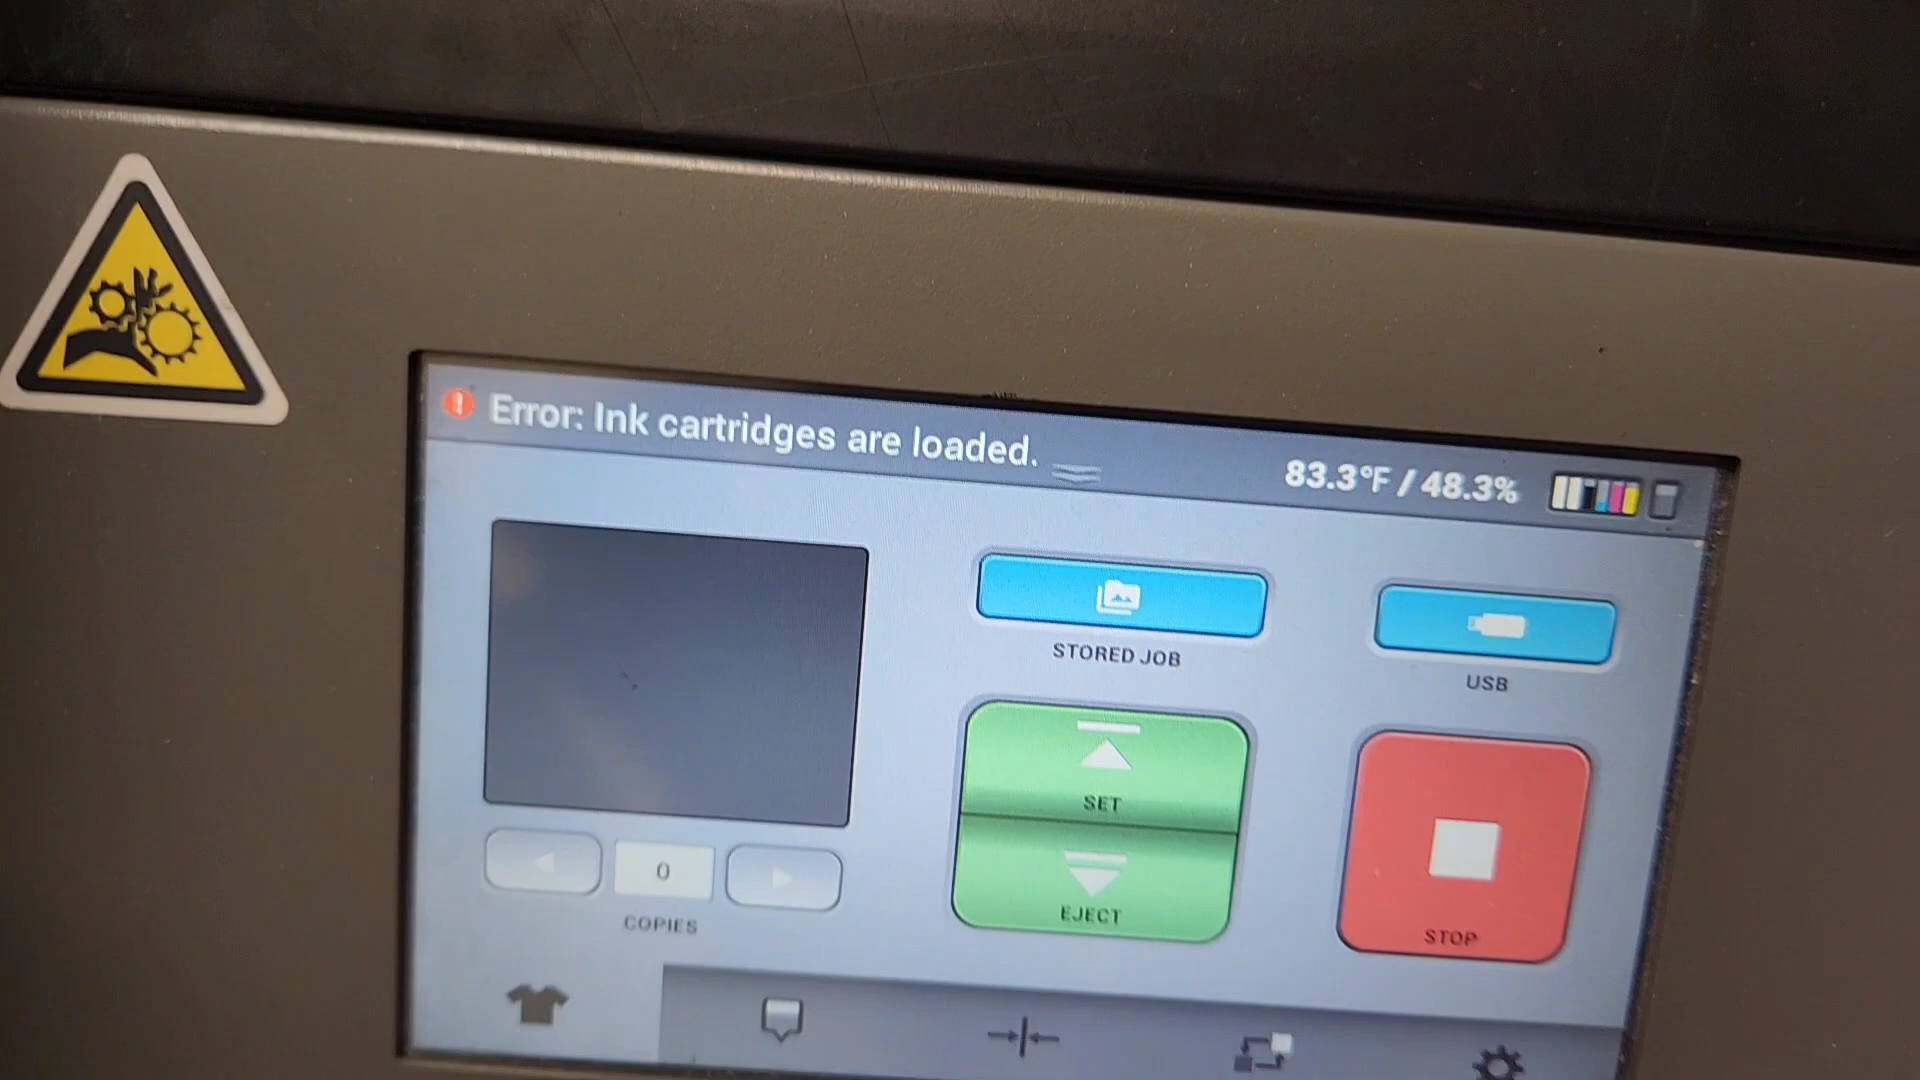 Error: Ink cartridges are loaded.
83.3°F / 48.3%
STORED JOB
USB
SET
0
EJECT
COPIES
STOP